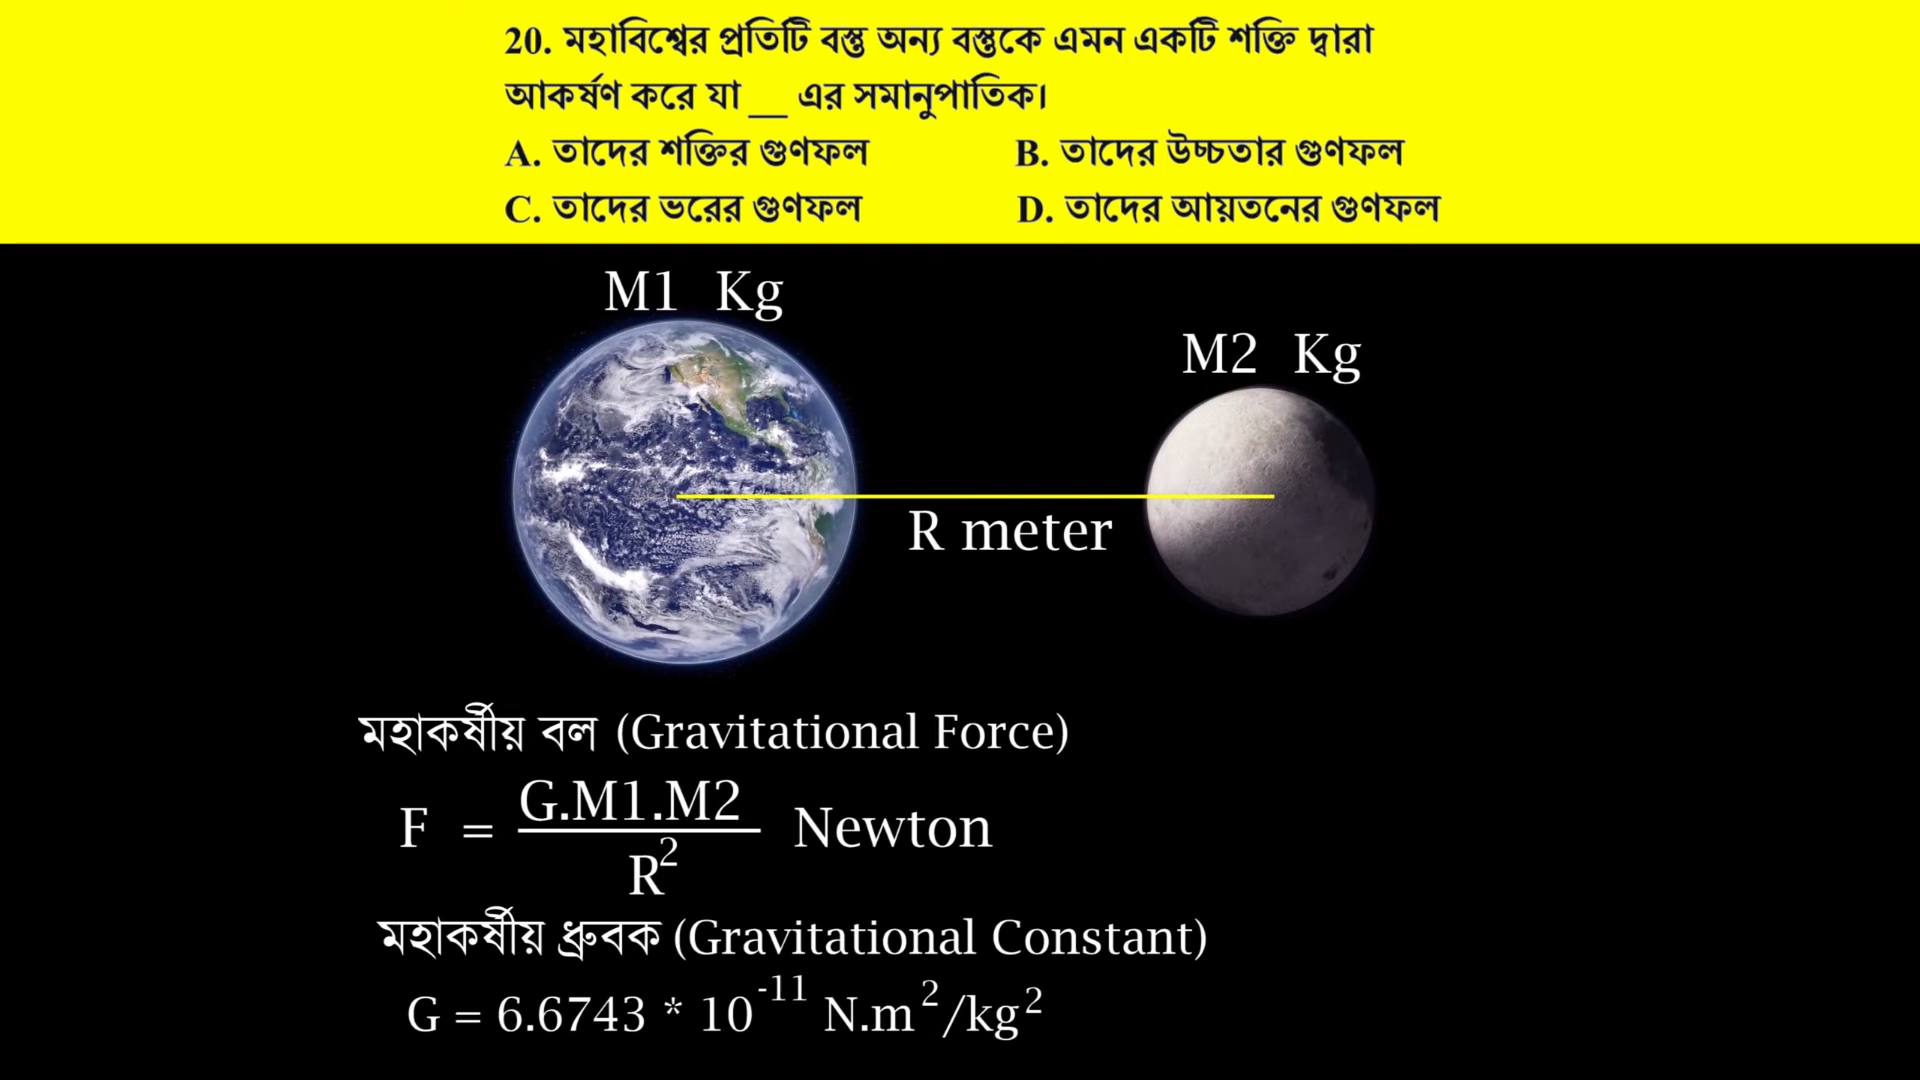 20. মহাবিশ্বের প্রতিটি বস্তু অন্য বস্তুকে এমন একটি শক্তি দ্বারা
আকর্ষণ করে যা __ এর সমানুপাতিক।
A. তাদের শক্তির গুণফল B. তাদের উচ্চতার গুণফল
C. তাদের ভরের গুণফল D. তাদের আয়তনের গুণফল
M1 Kg
M2 Kg
R meter
মহাকর্ষীয় বল (Gravitational Force)
F = G.M1.M2 / R² Newton
মহাকর্ষীয় ধ্রুবক (Gravitational Constant)
G = 6.6743 * 10⁻¹¹ N.m²/kg²